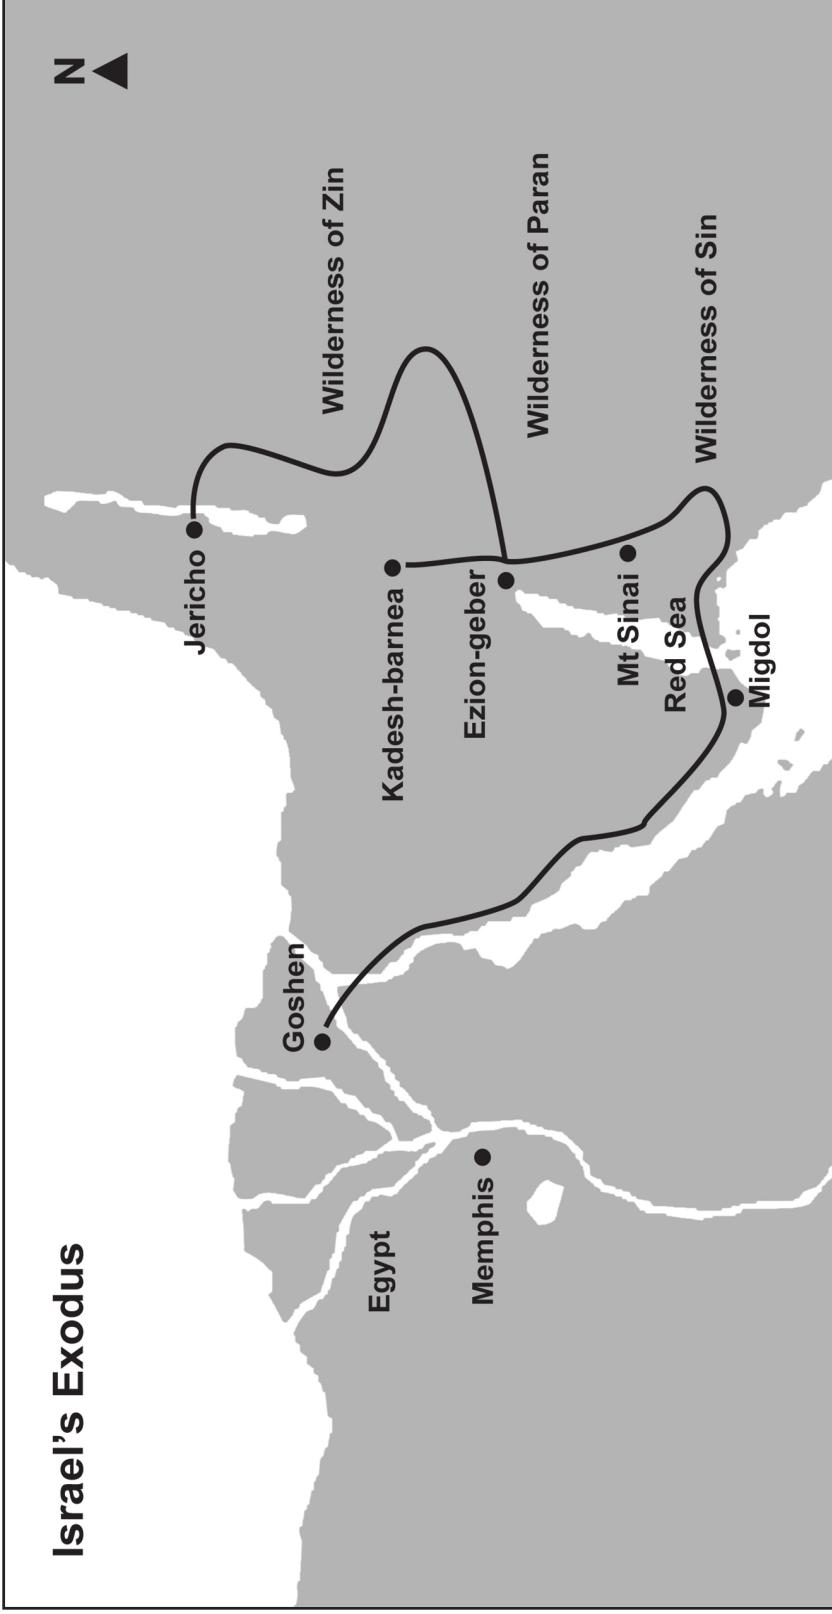 Israel's Exodus
N
Jericho
Goshen
Wilderness of Zin
Egypt
Kadesh-barnea
Memphis
Ezion-geber
Wilderness of Paran
Mt Sinai
Red Sea
Wilderness of Sin
Migdol